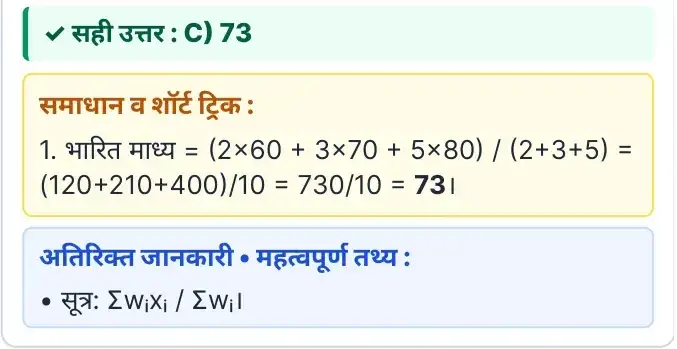 ✓ सही उत्तर : C) 73
समाधान व शॉर्ट ट्रिक :
1. भारित माध्य = (2×60 + 3×70 + 5×80) / (2+3+5) =
(120+210+400)/10 = 730/10 = 73।
अतिरिक्त जानकारी • महत्वपूर्ण तथ्य :
• सूत्र: Σwᵢxᵢ / Σwᵢ।